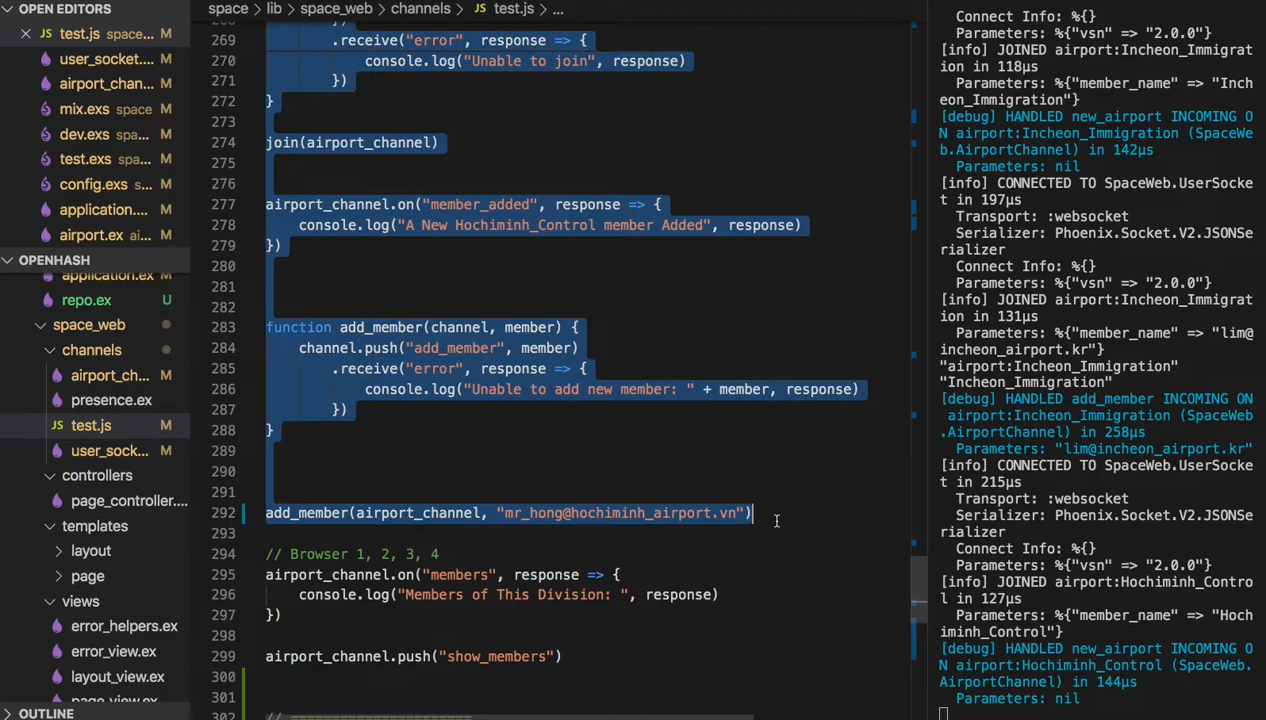 OPEN EDITORS
test.js space... M
user_socket.... M
airport_chan... M
mix.exs space M
dev.exs spa... M
test.exs spa... M
config.exs s... M
application.... M
airport.ex ai... M
OPENHASH
application.ex M
repo.ex U
space_web
channels
airport_ch... M
presence.ex
JS test.js M
user_sock... M
controllers
page_controller....
templates
layout
page
views
error_helpers.ex
error_view.ex
layout_view.ex
page_view.ex
OUTLINE
space > lib > space_web > channels > JS test.js > ...
268 })
269 .receive("error", response => {
270 console.log("Unable to join", response)
271 })
272 }
273
274 join(airport_channel)
275
276
277 airport_channel.on("member_added", response => {
278 console.log("A New Hochiminh_Control member Added", response)
279 })
280
281
282
283 function add_member(channel, member) {
284 channel.push("add_member", member)
285 .receive("error", response => {
286 console.log("Unable to add new member: " + member, response)
287 })
288 }
289
290
291
292 add_member(airport_channel, "mr_hong@hochiminh_airport.vn")
293
294 // Browser 1, 2, 3, 4
295 airport_channel.on("members", response => {
296 console.log("Members of This Division: ", response)
297 })
298
299 airport_channel.push("show_members")
300
301
302 // ======================
Connect Info: %{}
Parameters: %{"vsn" => "2.0.0"}
[info] JOINED airport:Incheon_Immigrat
ion in 118µs
Parameters: %{"member_name" => "Inch
eon_Immigration"}
[debug] HANDLED new_airport INCOMING O
N airport:Incheon_Immigration (SpaceWe
b.AirportChannel) in 142µs
Parameters: nil
[info] CONNECTED TO SpaceWeb.UserSocke
t in 197µs
Transport: :websocket
Serializer: Phoenix.Socket.V2.JSONSe
rializer
Connect Info: %{}
Parameters: %{"vsn" => "2.0.0"}
[info] JOINED airport:Incheon_Immigrat
ion in 131µs
Parameters: %{"member_name" => "lim@
incheon_airport.kr"}
"airport:Incheon_Immigration"
"Incheon_Immigration"
[debug] HANDLED add_member INCOMING ON
airport:Incheon_Immigration (SpaceWeb
.AirportChannel) in 258µs
Parameters: "lim@incheon_airport.kr"
[info] CONNECTED TO SpaceWeb.UserSocke
t in 215µs
Transport: :websocket
Serializer: Phoenix.Socket.V2.JSONSe
rializer
Connect Info: %{}
Parameters: %{"vsn" => "2.0.0"}
[info] JOINED airport:Hochiminh_Contro
l in 127µs
Parameters: %{"member_name" => "Hoch
iminh_Control"}
[debug] HANDLED new_airport INCOMING O
N airport:Hochiminh_Control (SpaceWeb.
AirportChannel) in 144µs
Parameters: nil